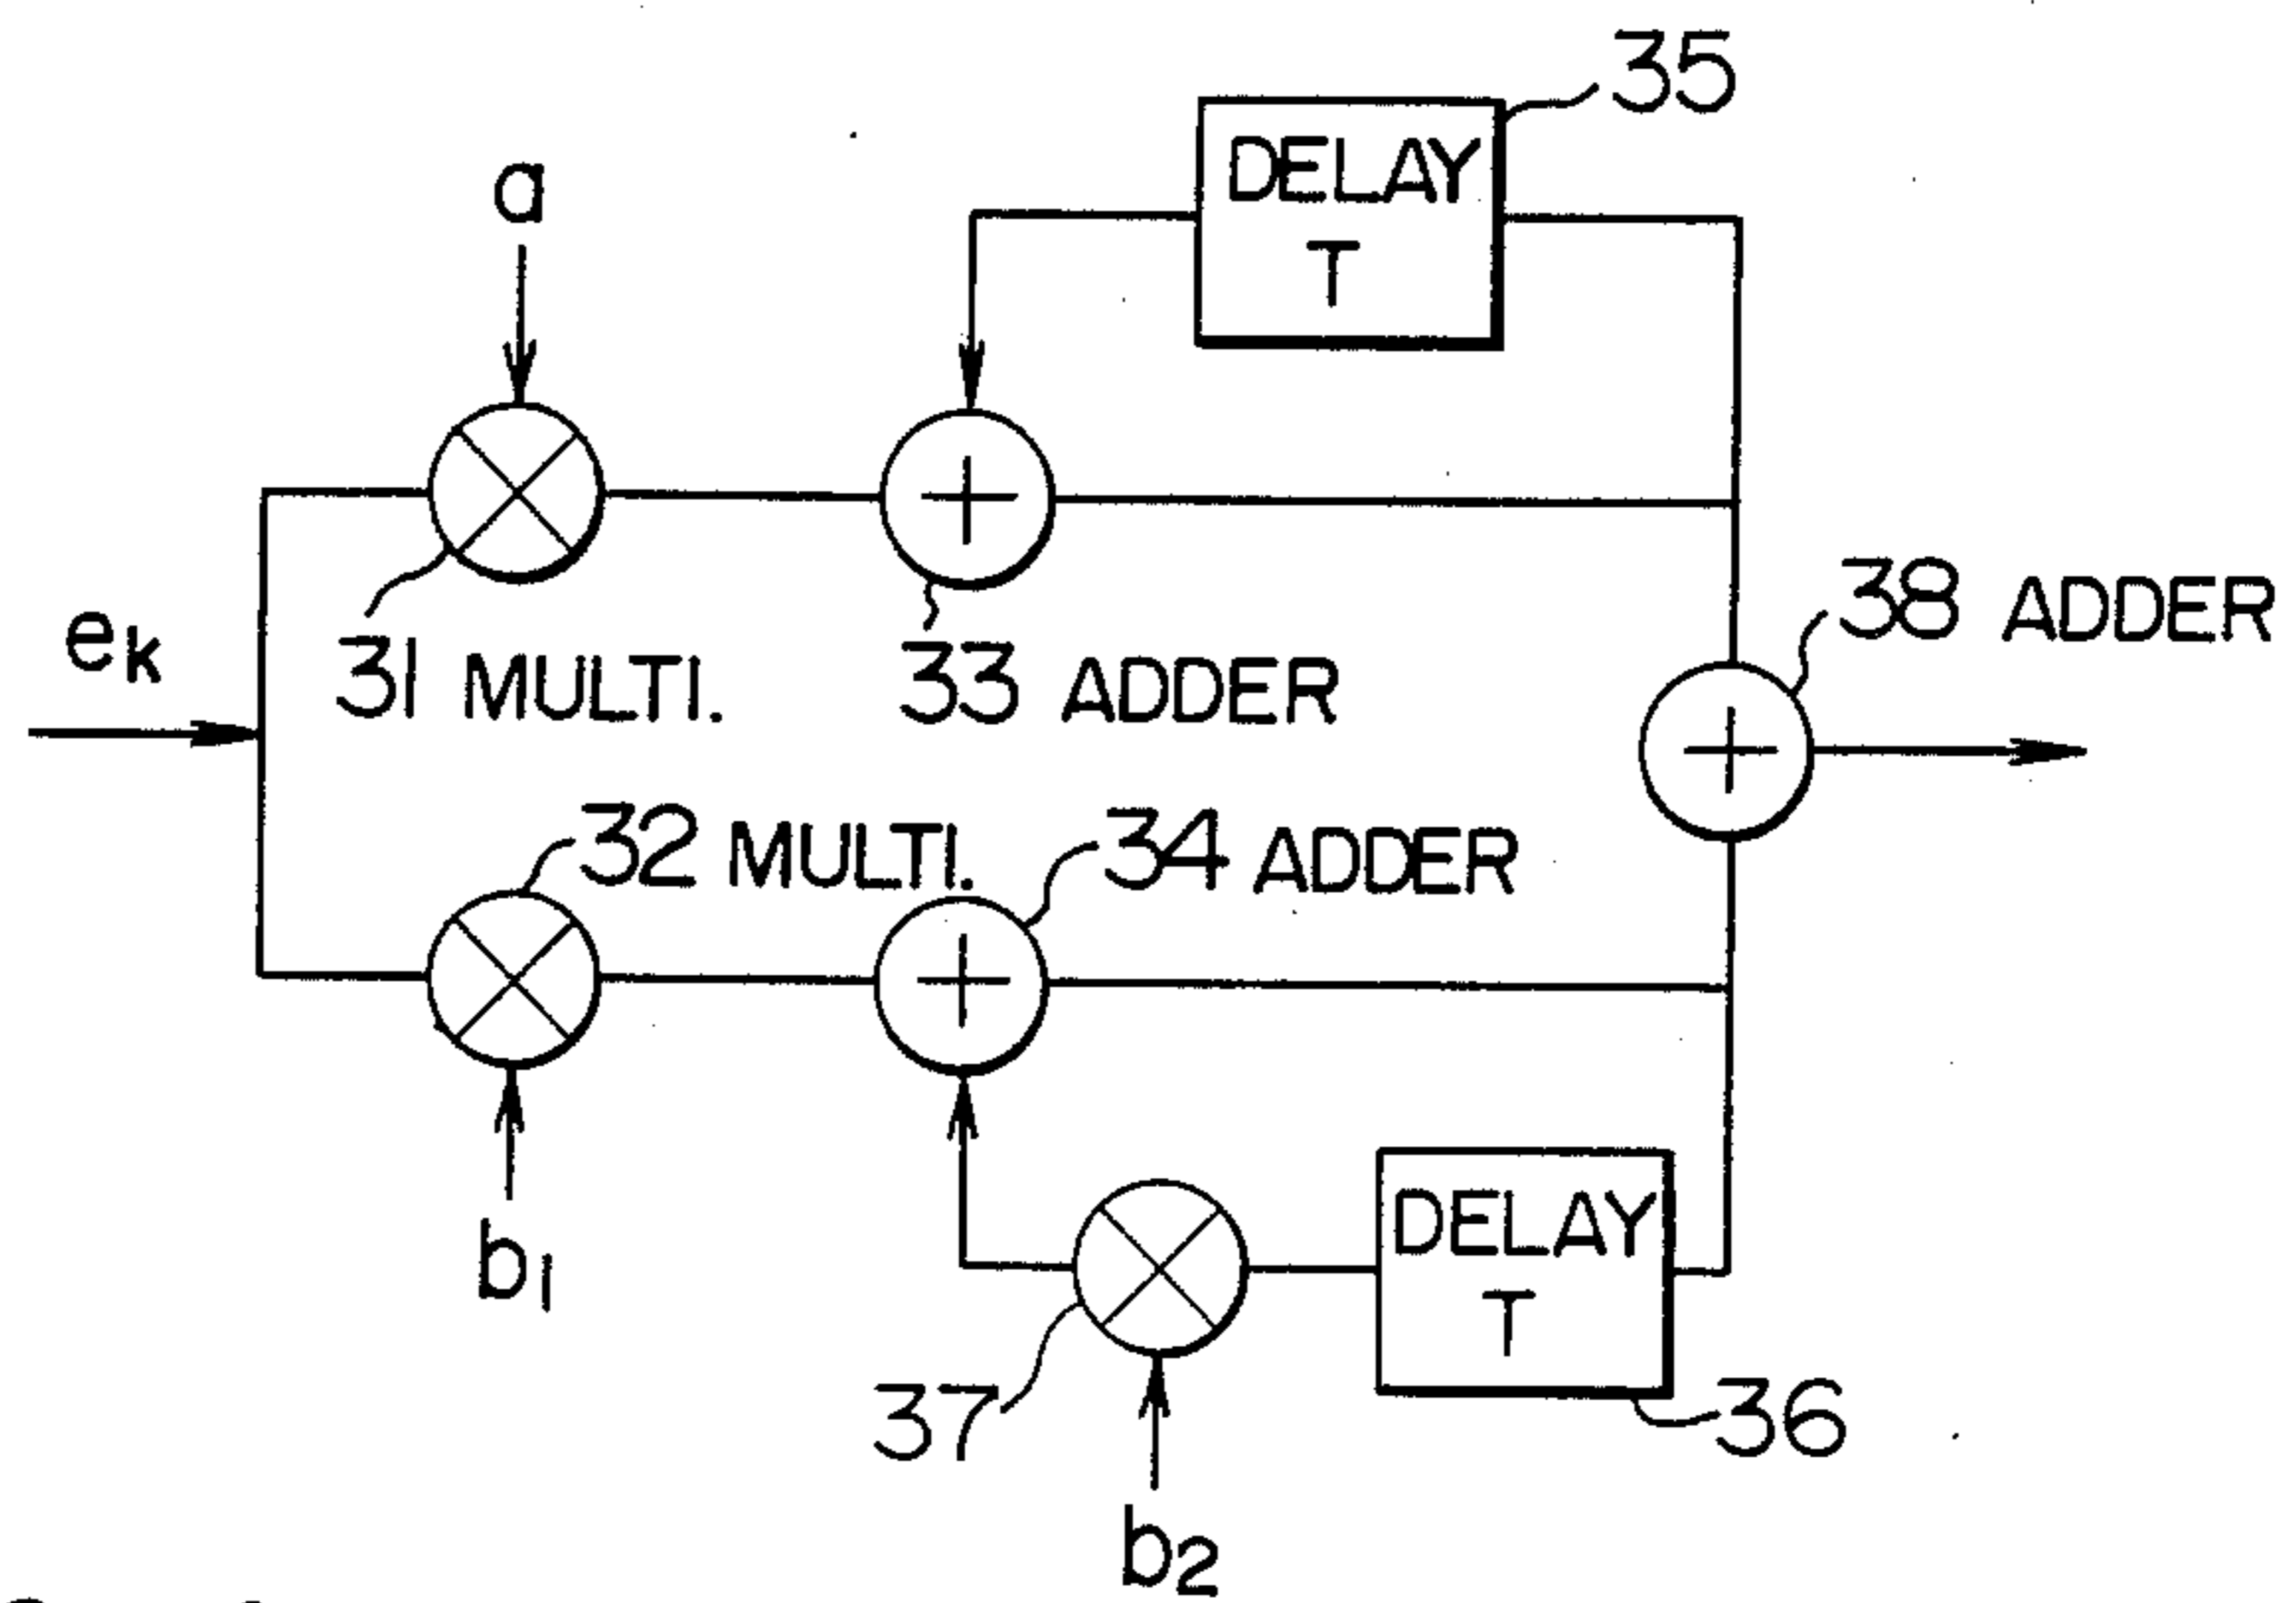 35
DELAY
T
a
ek
31 MULTI.
33 ADDER
38 ADDER
32 MULTI.
34 ADDER
b1
DELAY
T
37
36
b2